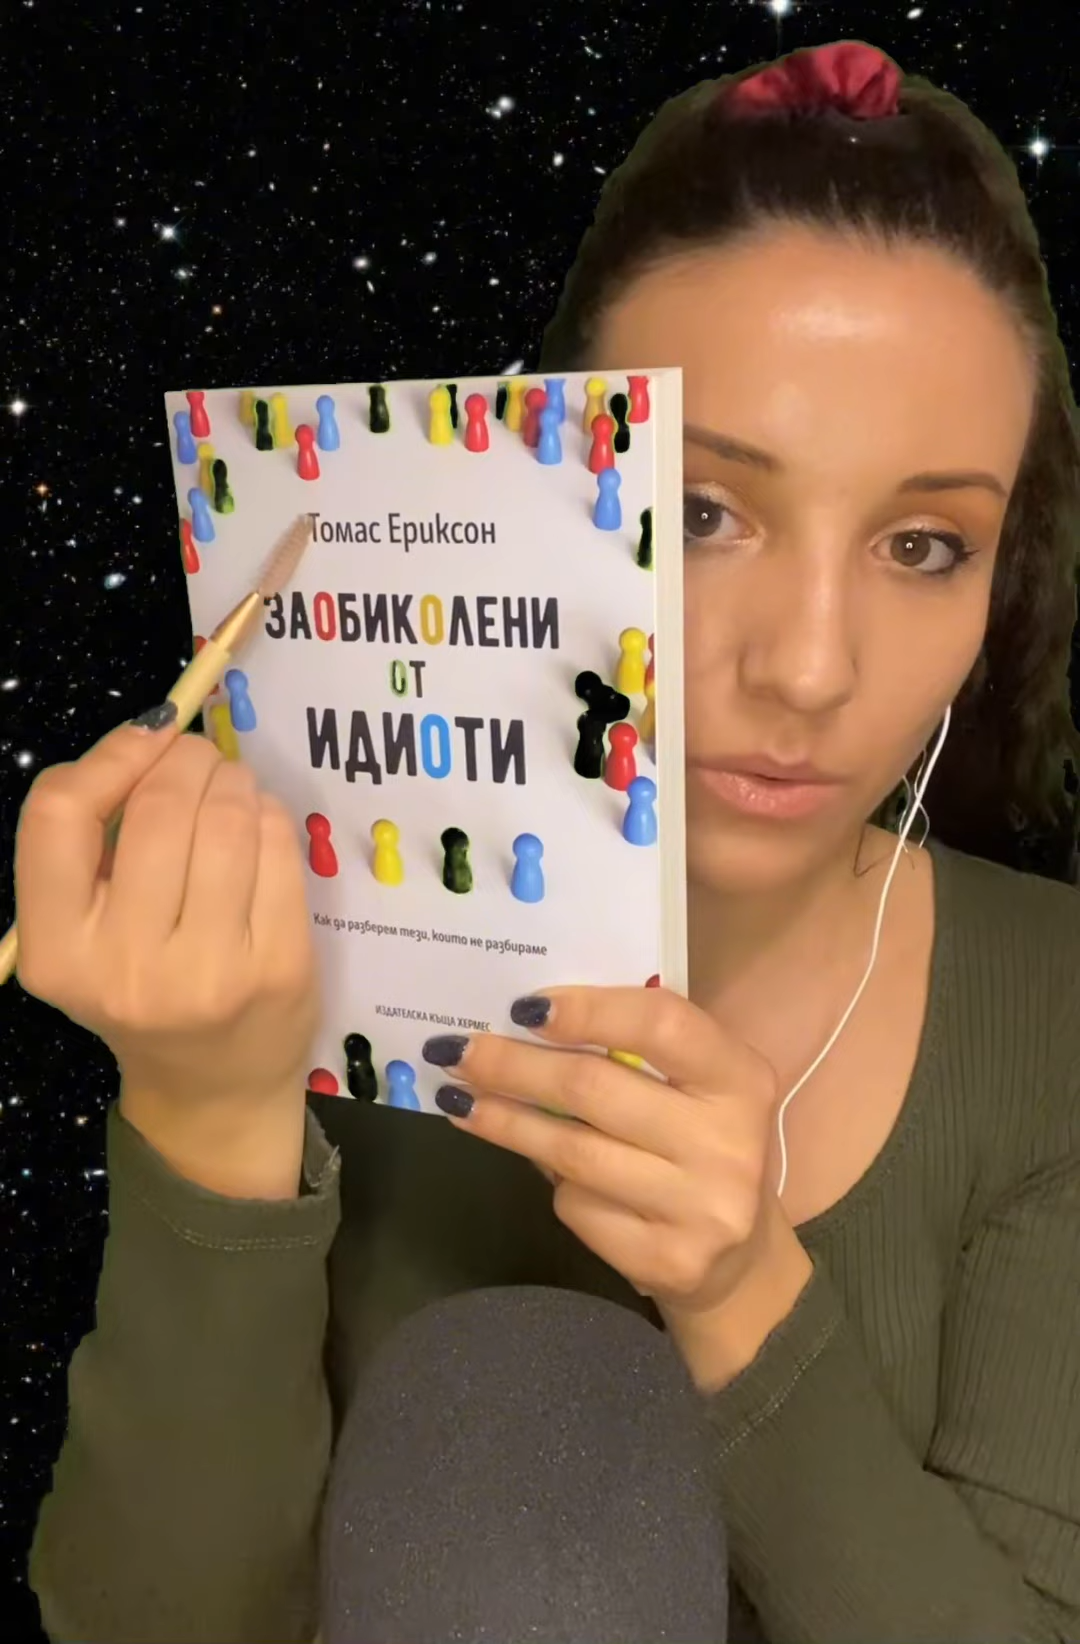 Томас Ериксон
ЗАОБИКОЛЕНИ
ОТ
ИДИОТИ
Как да разберем тези, които не разбираме
ИЗДАТЕЛСКА КЪЩА ХЕРМЕС